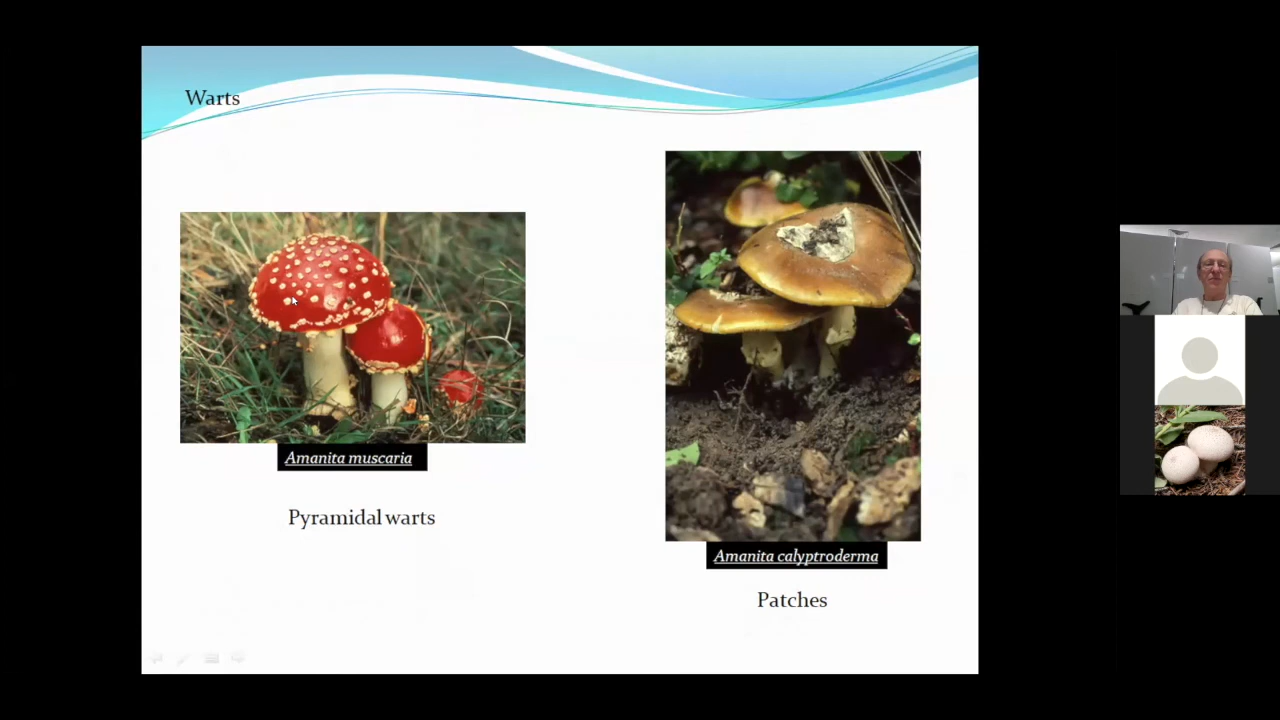 Warts
Amanita muscaria
Pyramidal warts
Amanita calyptroderma
Patches